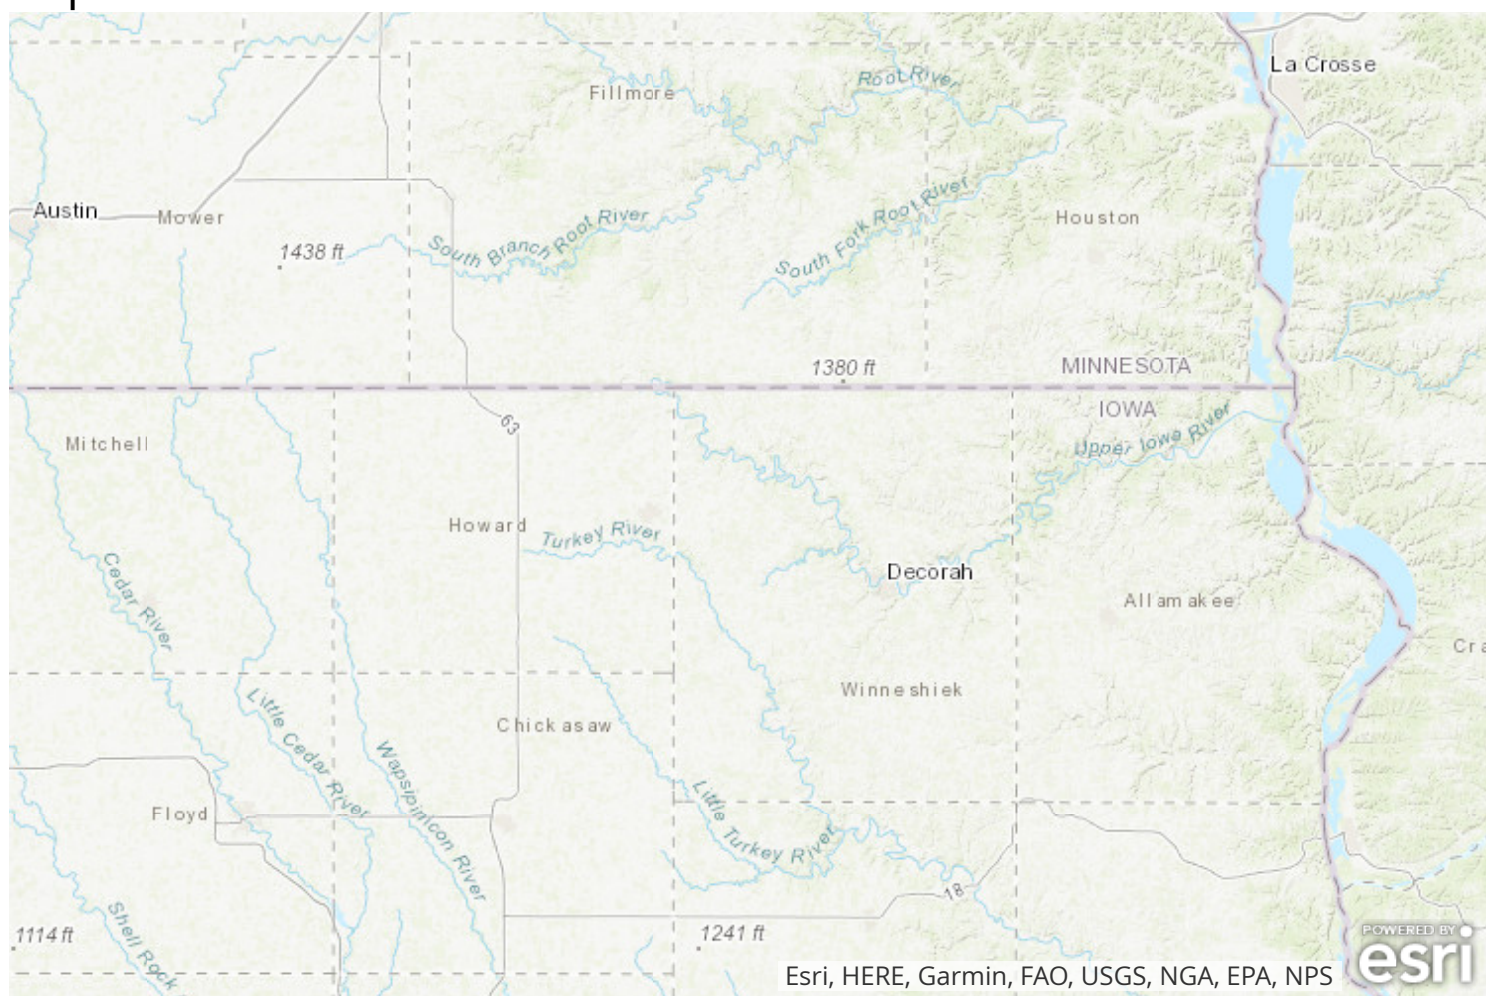 La Crosse
Root River
Fillmore
Austin
Mower
South Branch Root River
South Fork Root River
Houston
1438 ft
1380 ft
MINNESOTA
IOWA
63
Upper Iowa River
Mitchell
Howard
Turkey River
Decorah
Cedar River
Allamakee
Cra
Winneshiek
Chickasaw
Little Cedar River
Wapsipinicon River
Floyd
Little Turkey River
18
Shell Rock
1114 ft
1241 ft
POWERED BY
esri
Esri, HERE, Garmin, FAO, USGS, NGA, EPA, NPS